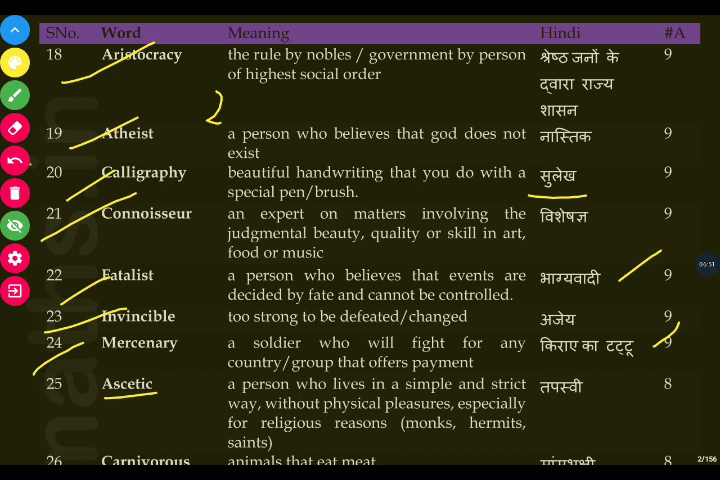 SNo. Word Meaning Hindi #A
18 Aristocracy the rule by nobles / government by person श्रेष्ठ जनों के 9
of highest social order द्वारा राज्य
शासन
2
19 Atheist a person who believes that god does not नास्तिक 9
exist
20 Calligraphy beautiful handwriting that you do with a सुलेख 9
special pen/brush.
21 Connoisseur an expert on matters involving the विशेषज्ञ 9
judgmental beauty, quality or skill in art,
food or music
06:51
22 Fatalist a person who believes that events are भाग्यवादी 9
decided by fate and cannot be controlled.
23 Invincible too strong to be defeated/changed अजेय 9
24 Mercenary a soldier who will fight for any किराए का टट्टू 9
country/group that offers payment
25 Ascetic a person who lives in a simple and strict तपस्वी 8
way, without physical pleasures, especially
for religious reasons (monks, hermits,
saints)
26 Carnivorous animals that eat meat मांसभक्षी 8
2/156